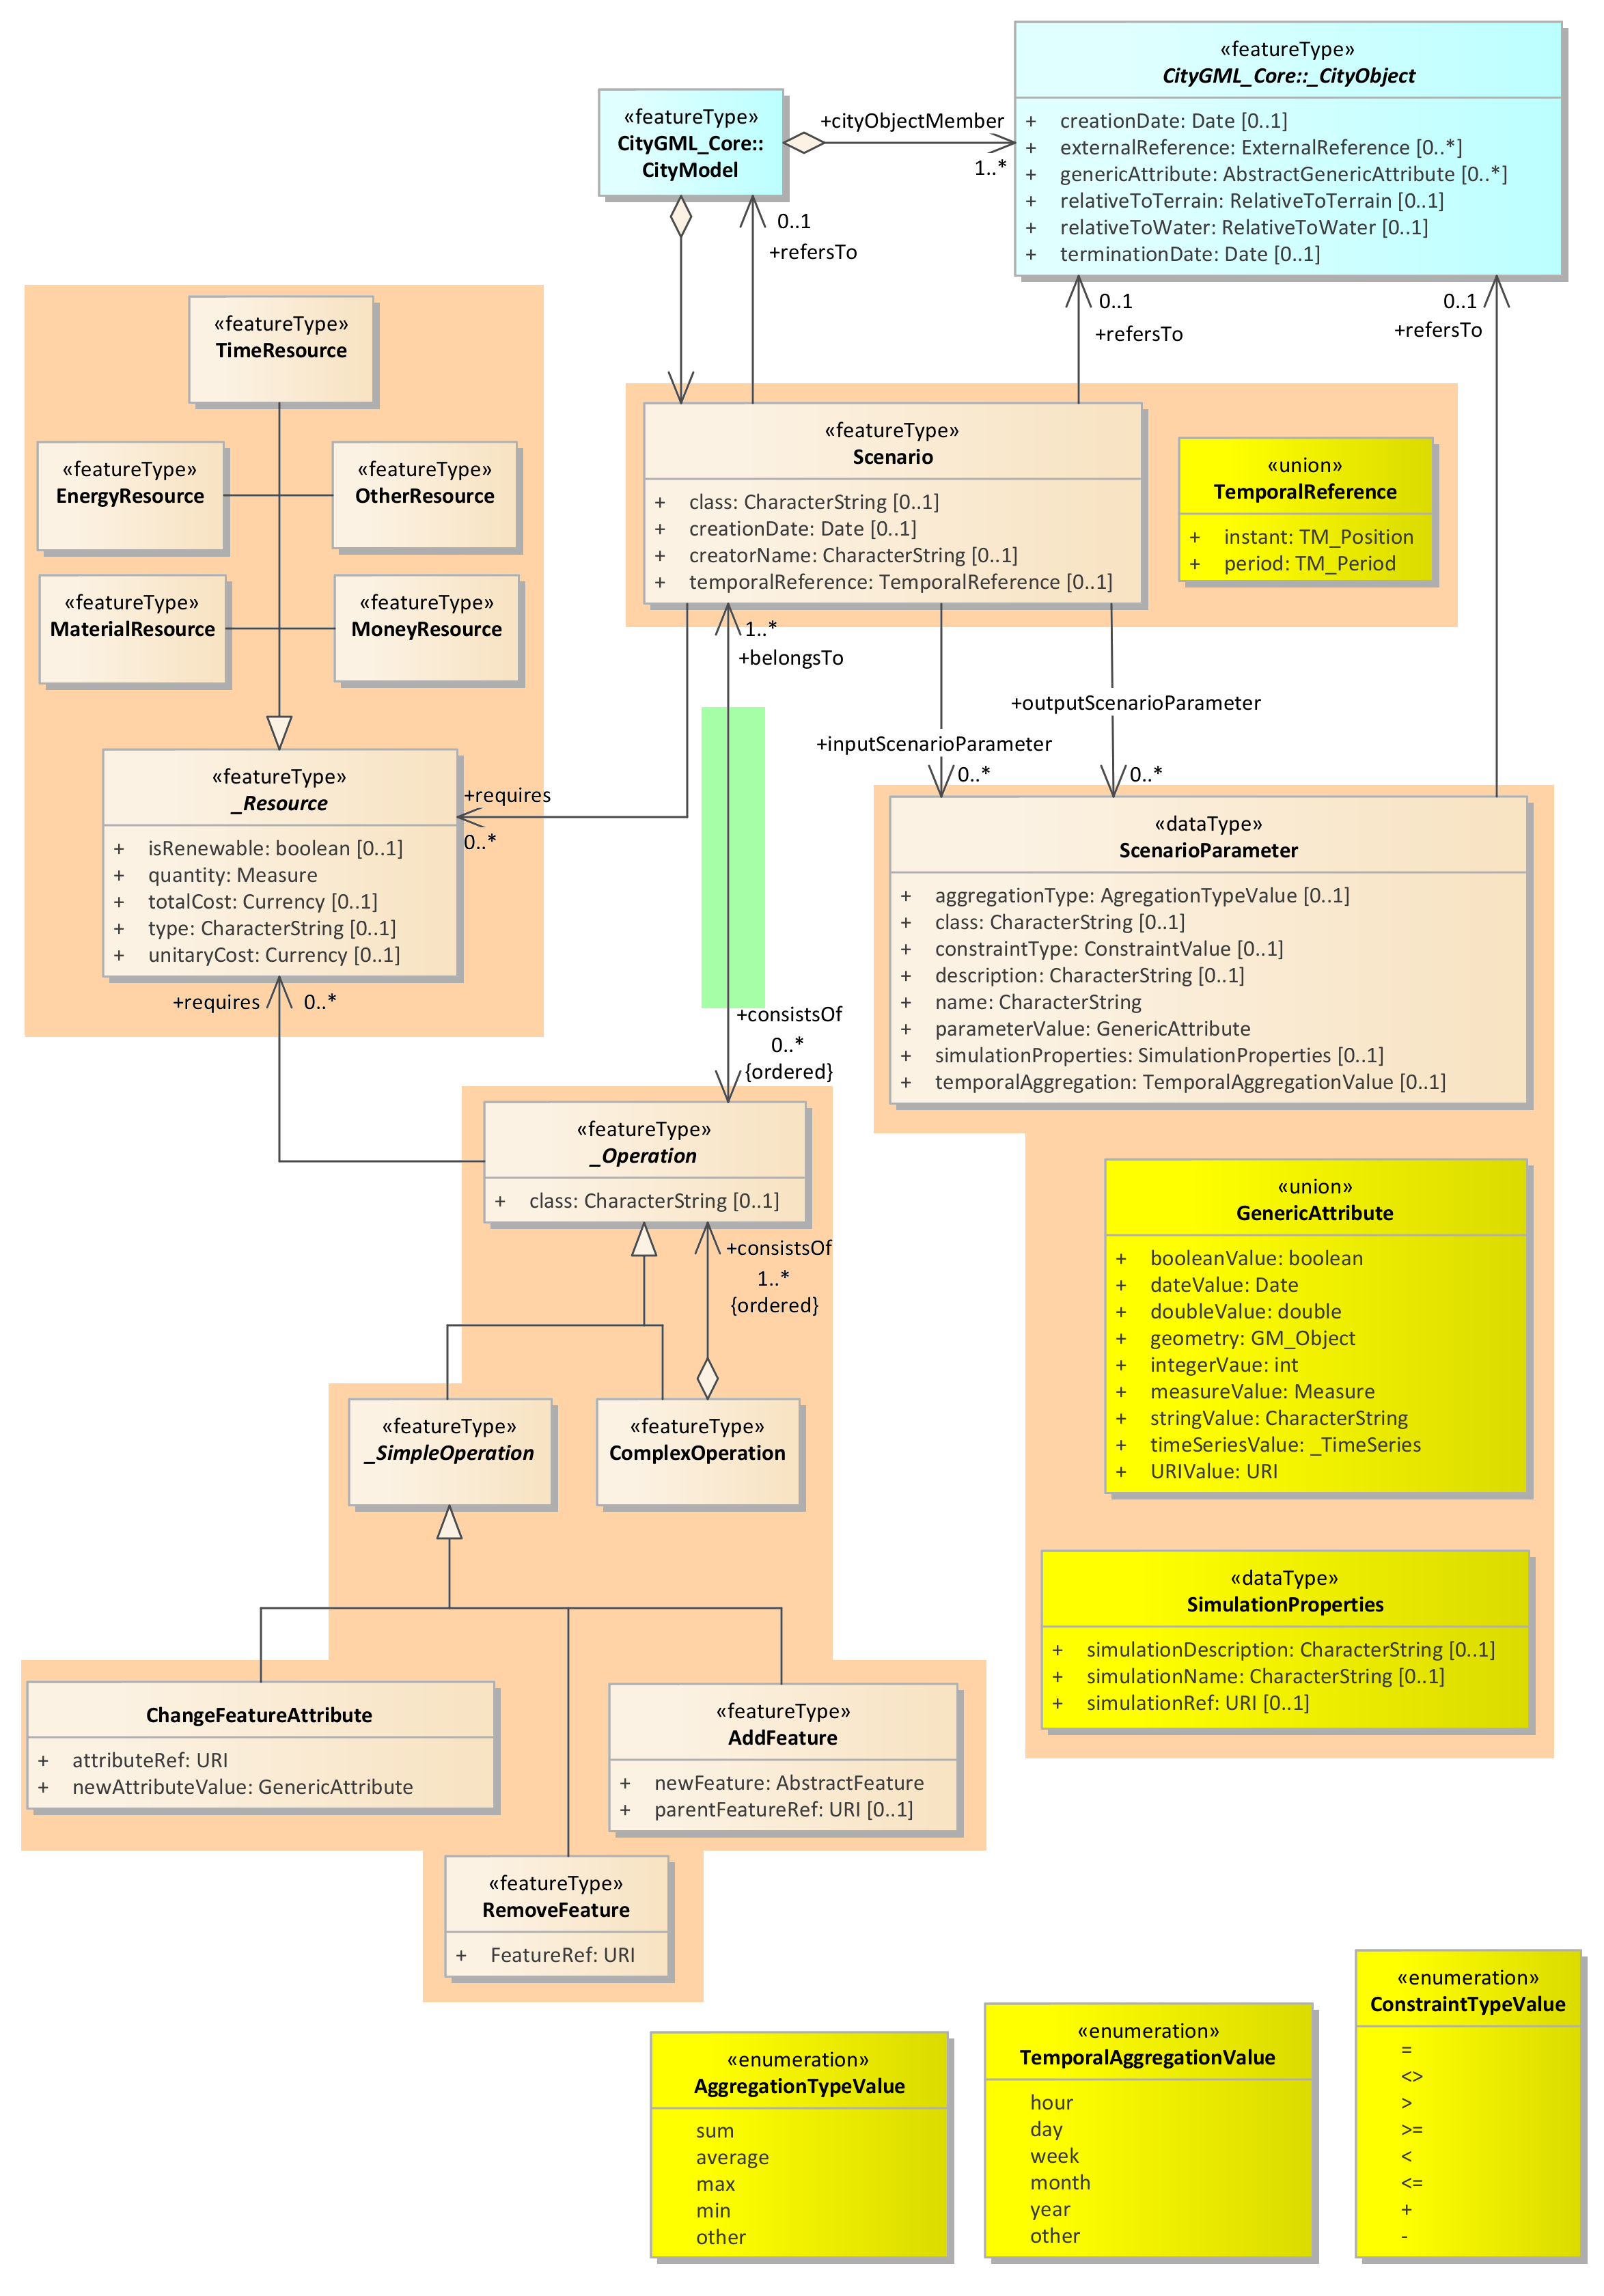 «featureType»
CityGML_Core::_CityObject
+ creationDate: Date [0..1]
+ externalReference: ExternalReference [0..*]
+ genericAttribute: AbstractGenericAttribute [0..*]
+ relativeToTerrain: RelativeToTerrain [0..1]
+ relativeToWater: RelativeToWater [0..1]
+ terminationDate: Date [0..1]
«featureType»
CityGML_Core::
CityModel
+cityObjectMember
1..*
0..1
+refersTo
0..1
+refersTo
0..1
+refersTo
«featureType»
TimeResource
«featureType»
EnergyResource
«featureType»
OtherResource
«featureType»
MaterialResource
«featureType»
MoneyResource
«featureType»
Scenario
+ class: CharacterString [0..1]
+ creationDate: Date [0..1]
+ creatorName: CharacterString [0..1]
+ temporalReference: TemporalReference [0..1]
«union»
TemporalReference
+ instant: TM_Position
+ period: TM_Period
1..*
+belongsTo
+outputScenarioParameter
0..*
+inputScenarioParameter
0..*
«featureType»
_Resource
+ isRenewable: boolean [0..1]
+ quantity: Measure
+ totalCost: Currency [0..1]
+ type: CharacterString [0..1]
+ unitaryCost: Currency [0..1]
+requires
0..*
+requires
0..*
«dataType»
ScenarioParameter
+ aggregationType: AgregationTypeValue [0..1]
+ class: CharacterString [0..1]
+ constraintType: ConstraintValue [0..1]
+ description: CharacterString [0..1]
+ name: CharacterString
+ parameterValue: GenericAttribute
+ simulationProperties: SimulationProperties [0..1]
+ temporalAggregation: TemporalAggregationValue [0..1]
+consistsOf
0..*
{ordered}
«featureType»
_Operation
+ class: CharacterString [0..1]
+consistsOf
1..*
{ordered}
«union»
GenericAttribute
+ booleanValue: boolean
+ dateValue: Date
+ doubleValue: double
+ geometry: GM_Object
+ integerVaue: int
+ measureValue: Measure
+ stringValue: CharacterString
+ timeSeriesValue: _TimeSeries
+ URIValue: URI
«featureType»
_SimpleOperation
«featureType»
ComplexOperation
«dataType»
SimulationProperties
+ simulationDescription: CharacterString [0..1]
+ simulationName: CharacterString [0..1]
+ simulationRef: URI [0..1]
ChangeFeatureAttribute
+ attributeRef: URI
+ newAttributeValue: GenericAttribute
«featureType»
AddFeature
+ newFeature: AbstractFeature
+ parentFeatureRef: URI [0..1]
«featureType»
RemoveFeature
+ FeatureRef: URI
«enumeration»
AggregationTypeValue
sum
average
max
min
other
«enumeration»
TemporalAggregationValue
hour
day
week
month
year
other
«enumeration»
ConstraintTypeValue
=
<>
>
>=
<
<=
+
-